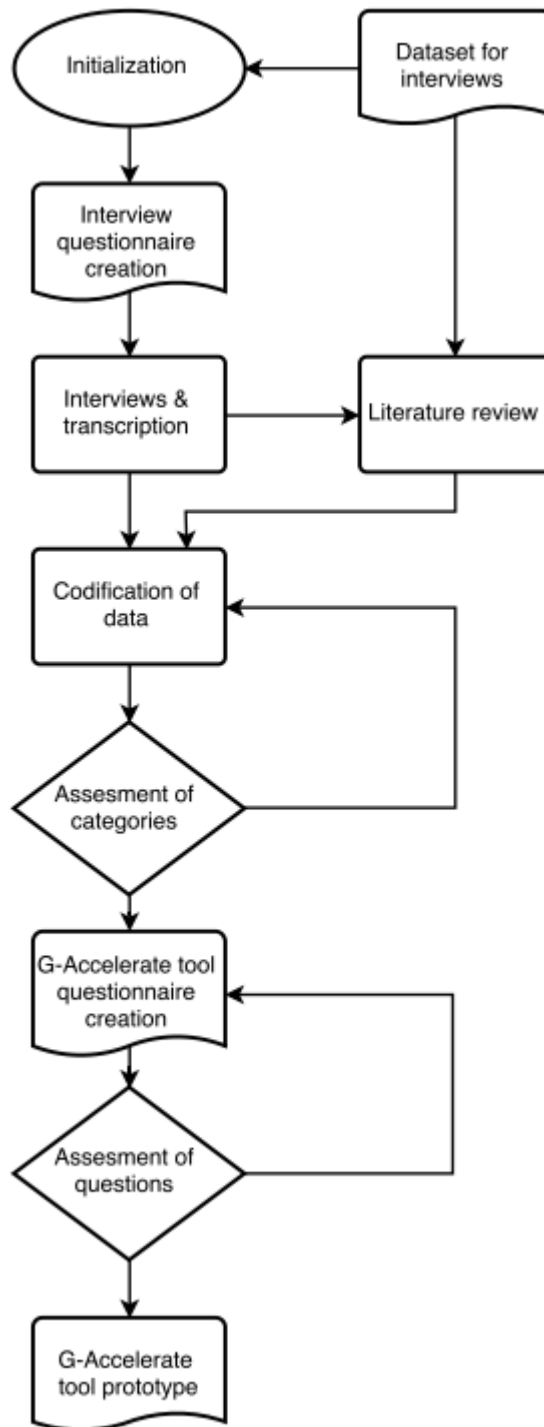 Initialization
Dataset for
interviews
Interview
questionnaire
creation
Interviews &
transcription
Literature review
Codification of
data
Assesment of
categories
G-Accelerate tool
questionnaire
creation
Assesment of
questions
G-Accelerate
tool prototype